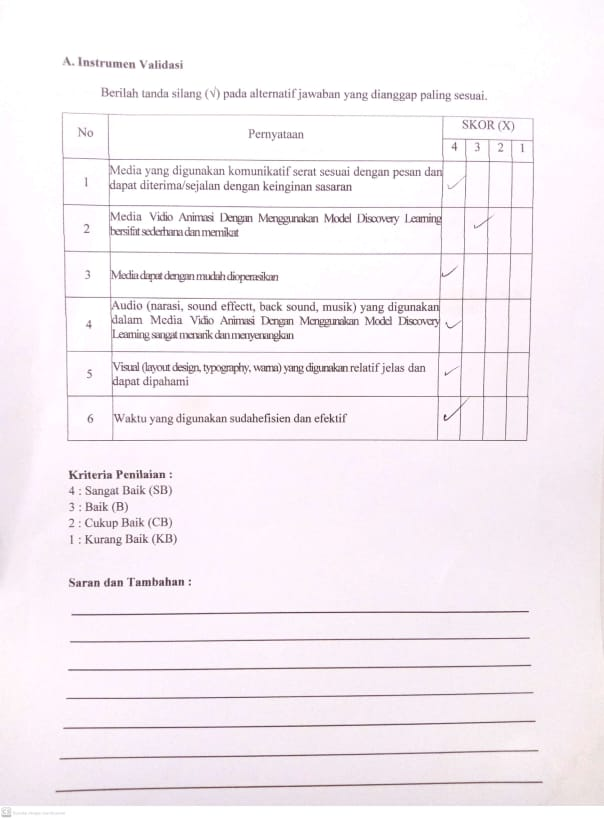 A. Instrumen Validasi
Berilah tanda silang (√) pada alternatif jawaban yang dianggap paling sesuai.
No
Pernyataan
SKOR (X)
4 3 2 1
1
Media yang digunakan komunikatif serat sesuai dengan pesan dan
dapat diterima/sejalan dengan keinginan sasaran
✓
2
Media Vidio Animasi Dengan Menggunakan Model Discovery Learning
bersifat sederhana dan memikat
✓
3
Media dapat dengan mudah dioperasikan
✓
4
Audio (narasi, sound effectt, back sound, musik) yang digunakan
dalam Media Vidio Animasi Dengan Menggunakan Model Discovery
Learning sangat menarik dan menyenangkan
✓
5
Visual (layout design, typography, warna) yang digunakan relatif jelas dan
dapat dipahami
✓
6
Waktu yang digunakan sudahefisien dan efektif
✓
Kriteria Penilaian :
4 : Sangat Baik (SB)
3 : Baik (B)
2 : Cukup Baik (CB)
1 : Kurang Baik (KB)
Saran dan Tambahan :
CS